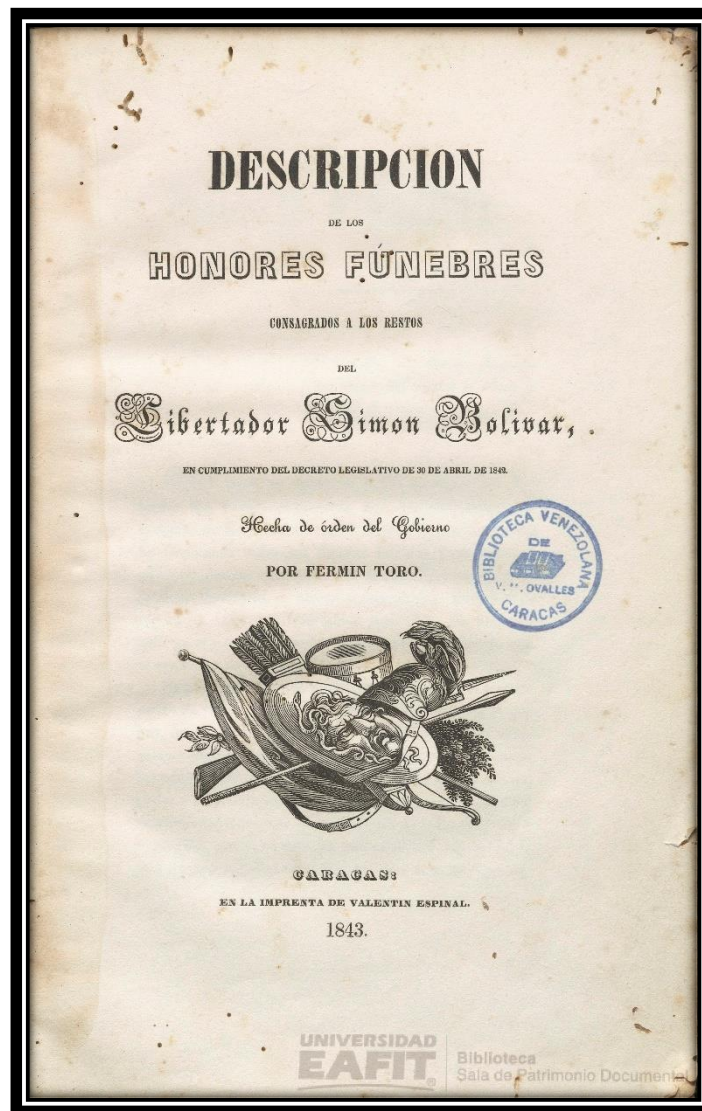 DESCRIPCION
DE LOS
HONORES FÚNEBRES
CONSAGRADOS A LOS RESTOS
DEL
Libertador Simon Bolivar,
EN CUMPLIMIENTO DEL DECRETO LEGISLATIVO DE 30 DE ABRIL DE 1842.
Hecha de órden del Gobierno
POR FERMIN TORO.
BIBLIOTECA VENEZOLANA
DE
OVALLES
CARACAS
CARACAS:
EN LA IMPRENTA DE VALENTIN ESPINAL.
1843.
UNIVERSIDAD
EAFIT
Biblioteca
Sala de Patrimonio Documental